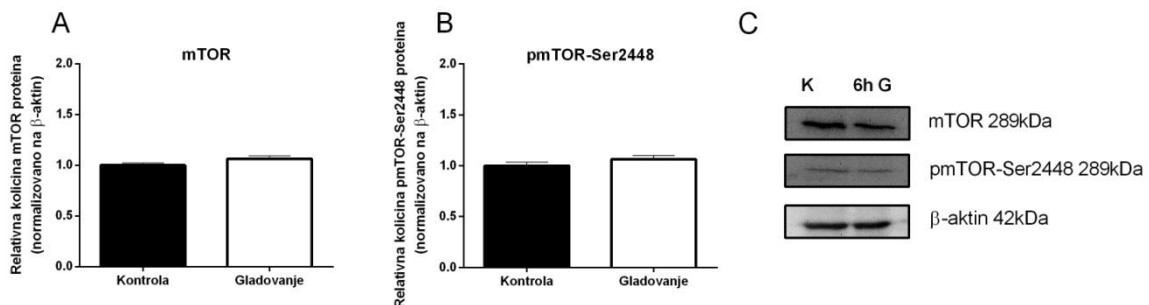 A
mTOR
Relativna kolicina mTOR proteina
(normalizovano na β-aktin)
2.0
1.5
1.0
0.5
0.0
Kontrola
Gladovanje
B
pmTOR-Ser2448
Relativna kolicina pmTOR-Ser2448 proteina
(normalizovano na β-aktin)
2.0
1.5
1.0
0.5
0.0
Kontrola
Gladovanje
C
K 6h G
mTOR 289kDa
pmTOR-Ser2448 289kDa
β-aktin 42kDa